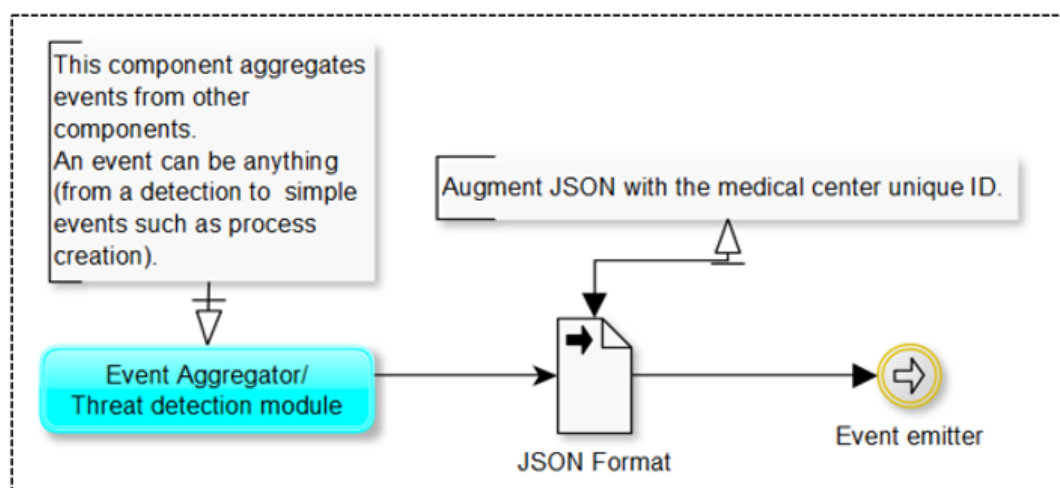 This component aggregates
events from other
components.
An event can be anything
(from a detection to simple
events such as process
creation).
Augment JSON with the medical center unique ID.
Event Aggregator/
Threat detection module
JSON Format
Event emitter